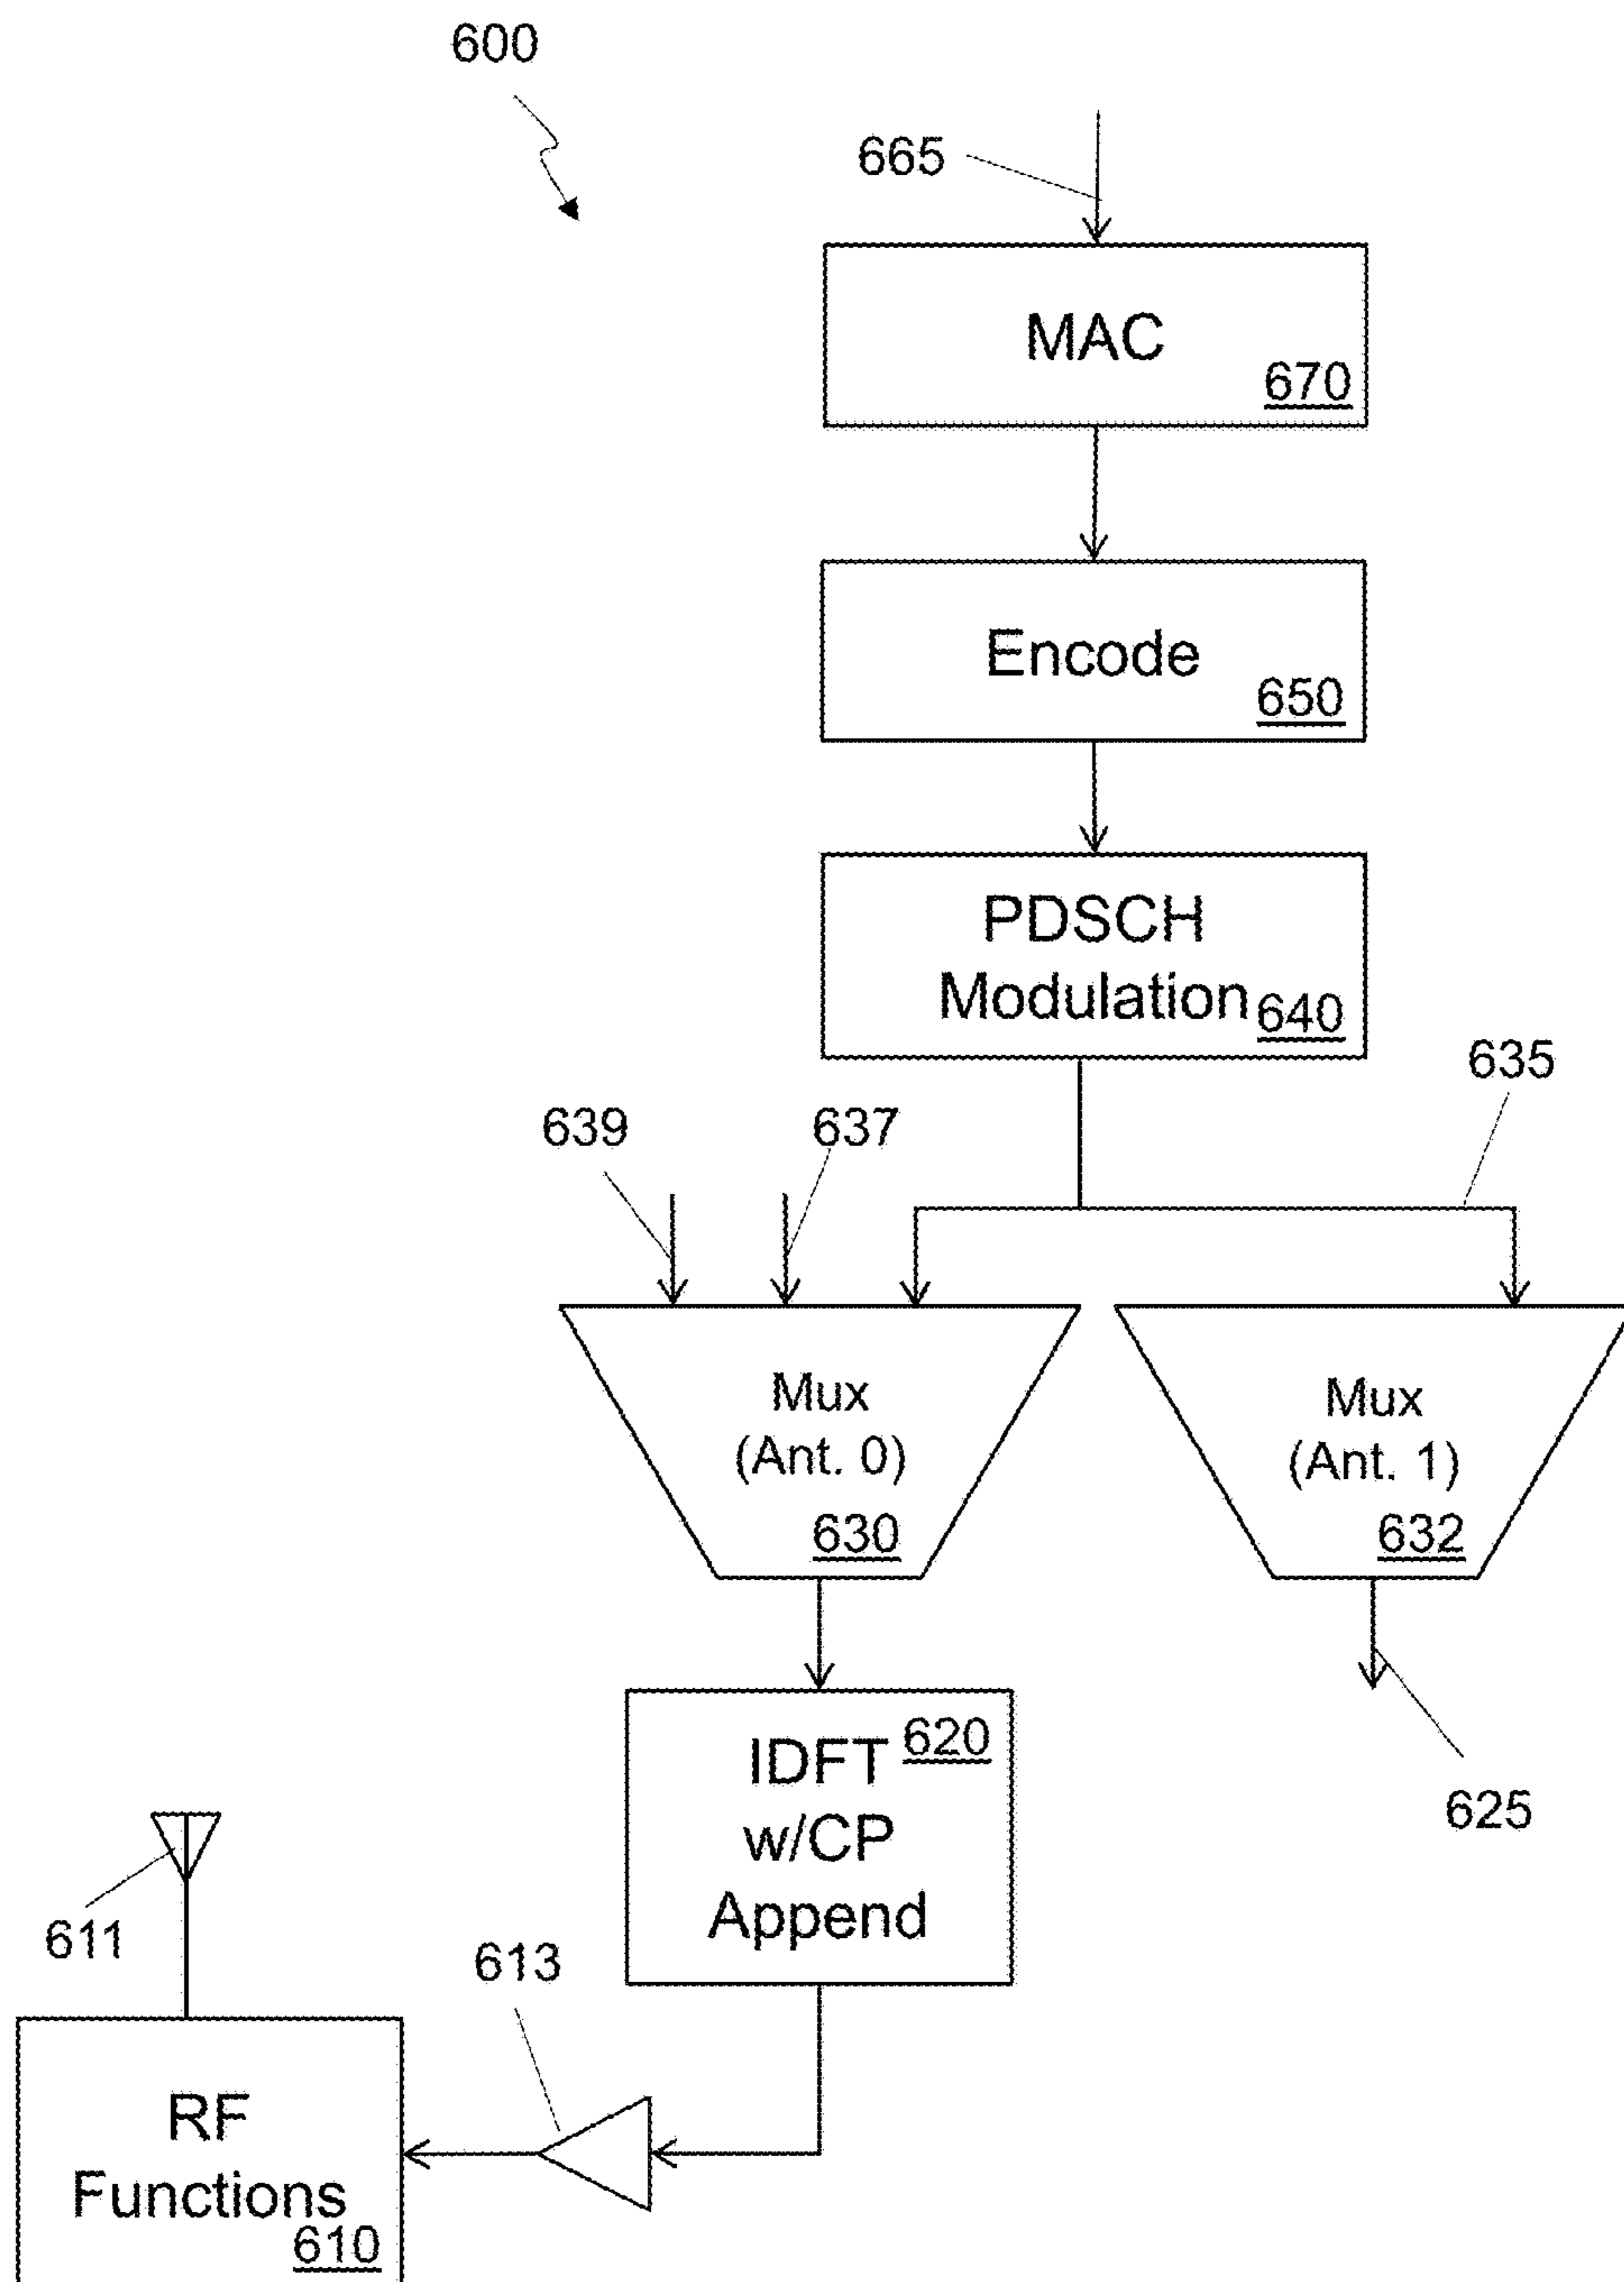 600
665
MAC
670
Encode
650
PDSCH
Modulation
640
635
639
637
Mux
(Ant. 0)
630
Mux
(Ant. 1)
632
IDFT
620
w/CP
Append
625
611
613
RF
Functions
610